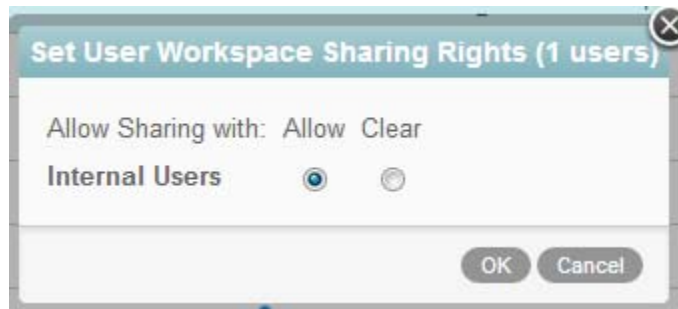 Set User Workspace Sharing Rights (1 users)
Allow Sharing with: Allow Clear
Internal Users
OK Cancel